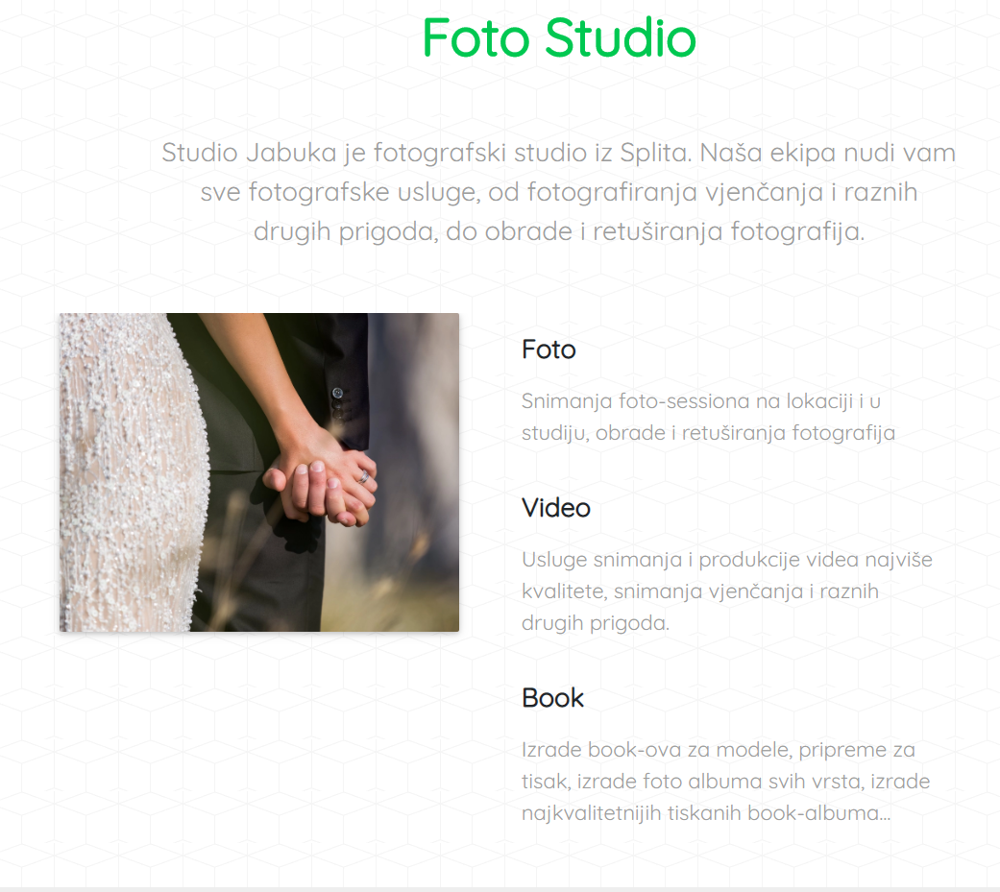 Foto Studio
Studio Jabuka je fotografski studio iz Splita. Naša ekipa nudi vam
sve fotografske usluge, od fotografiranja vjenčanja i raznih
drugih prigoda, do obrade i retuširanja fotografija.
Foto
Snimanja foto-sessiona na lokaciji i u
studiju, obrade i retuširanja fotografija
Video
Usluge snimanja i produkcije videa najviše
kvalitete, snimanja vjenčanja i raznih
drugih prigoda.
Book
Izrade book-ova za modele, pripreme za
tisak, izrade foto albuma svih vrsta, izrade
najkvalitetnijih tiskanih book-albuma...